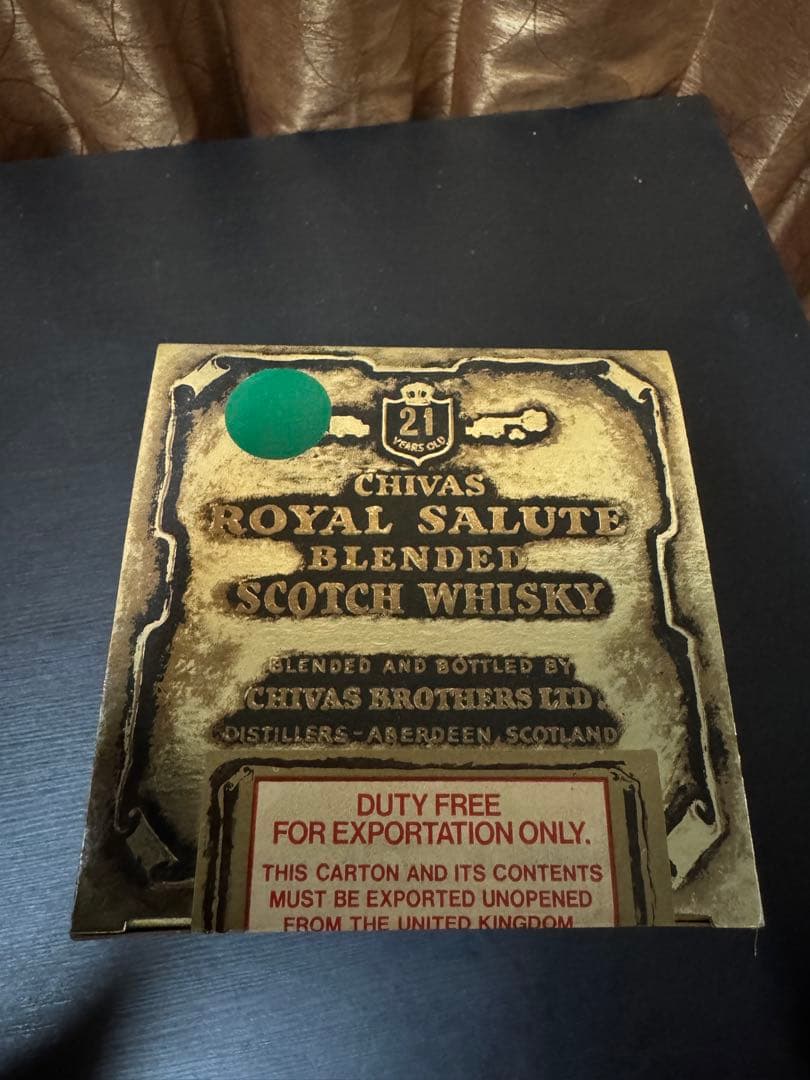 21
YEARS OLD
CHIVAS
ROYAL SALUTE
BLENDED
SCOTCH WHISKY
BLENDED AND BOTTLED BY
CHIVAS BROTHERS LTD.
DISTILLERS-ABERDEEN, SCOTLAND
DUTY FREE
FOR EXPORTATION ONLY.
THIS CARTON AND ITS CONTENTS
MUST BE EXPORTED UNOPENED
FROM THE UNITED KINGDOM